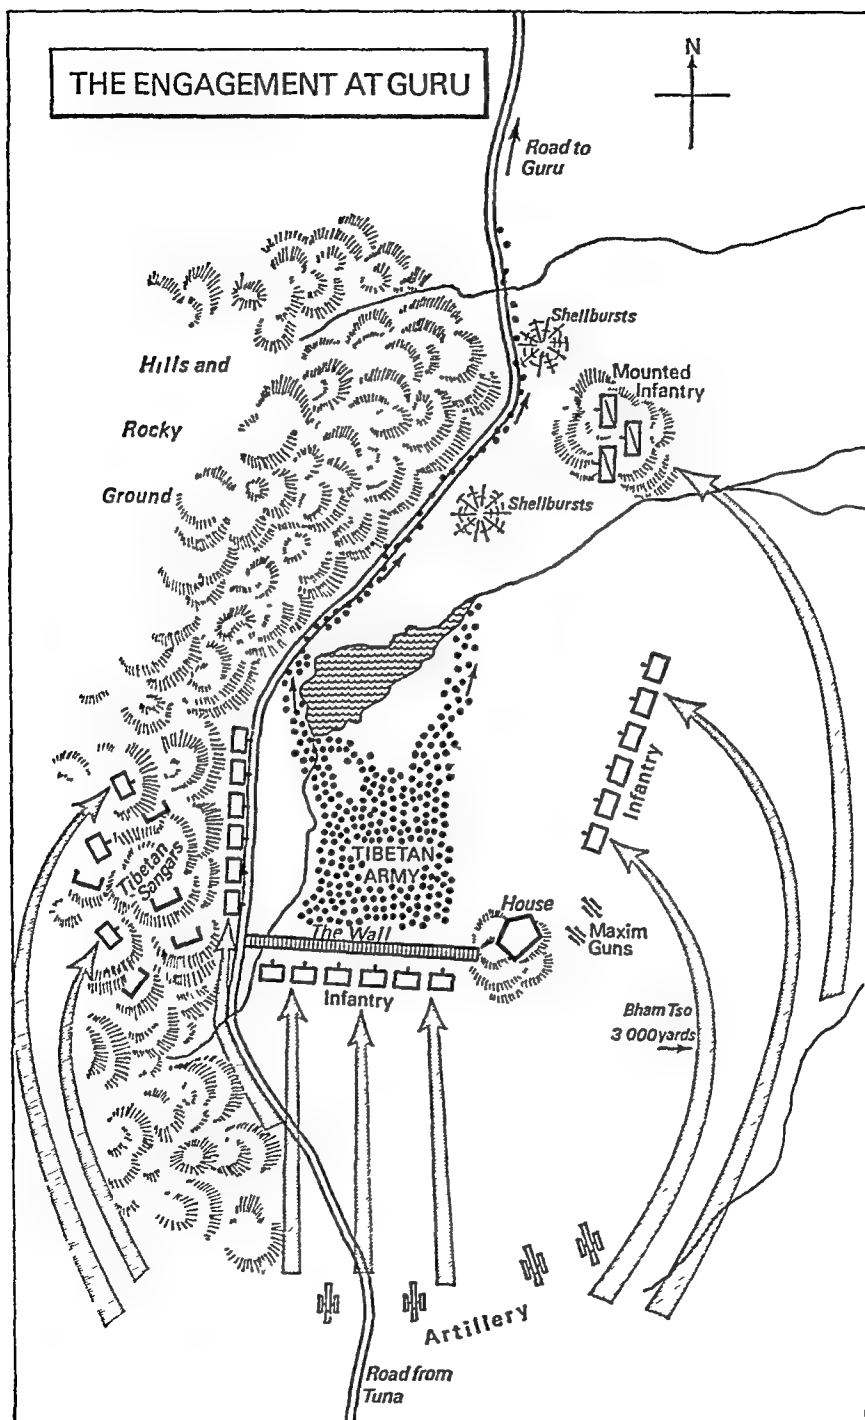 THE ENGAGEMENT AT GURU
N
Road to
Guru
Shellbursts
Mounted
Infantry
Hills and
Rocky
Ground
Shellbursts
Infantry
Tibetan
Sangars
TIBETAN
ARMY
House
The Wall
Maxim
Guns
Infantry
Bham Tso
3 000 yards
Artillery
Road from
Tuna